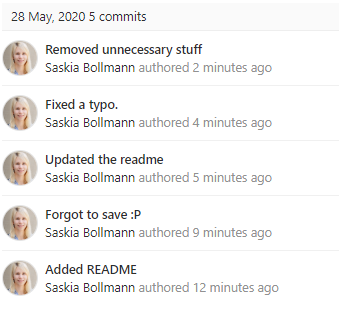 28 May, 2020 5 commits
Removed unnecessary stuff
Saskia Bollmann authored 2 minutes ago
Fixed a typo.
Saskia Bollmann authored 4 minutes ago
Updated the readme
Saskia Bollmann authored 5 minutes ago
Forgot to save :P
Saskia Bollmann authored 9 minutes ago
Added README
Saskia Bollmann authored 12 minutes ago